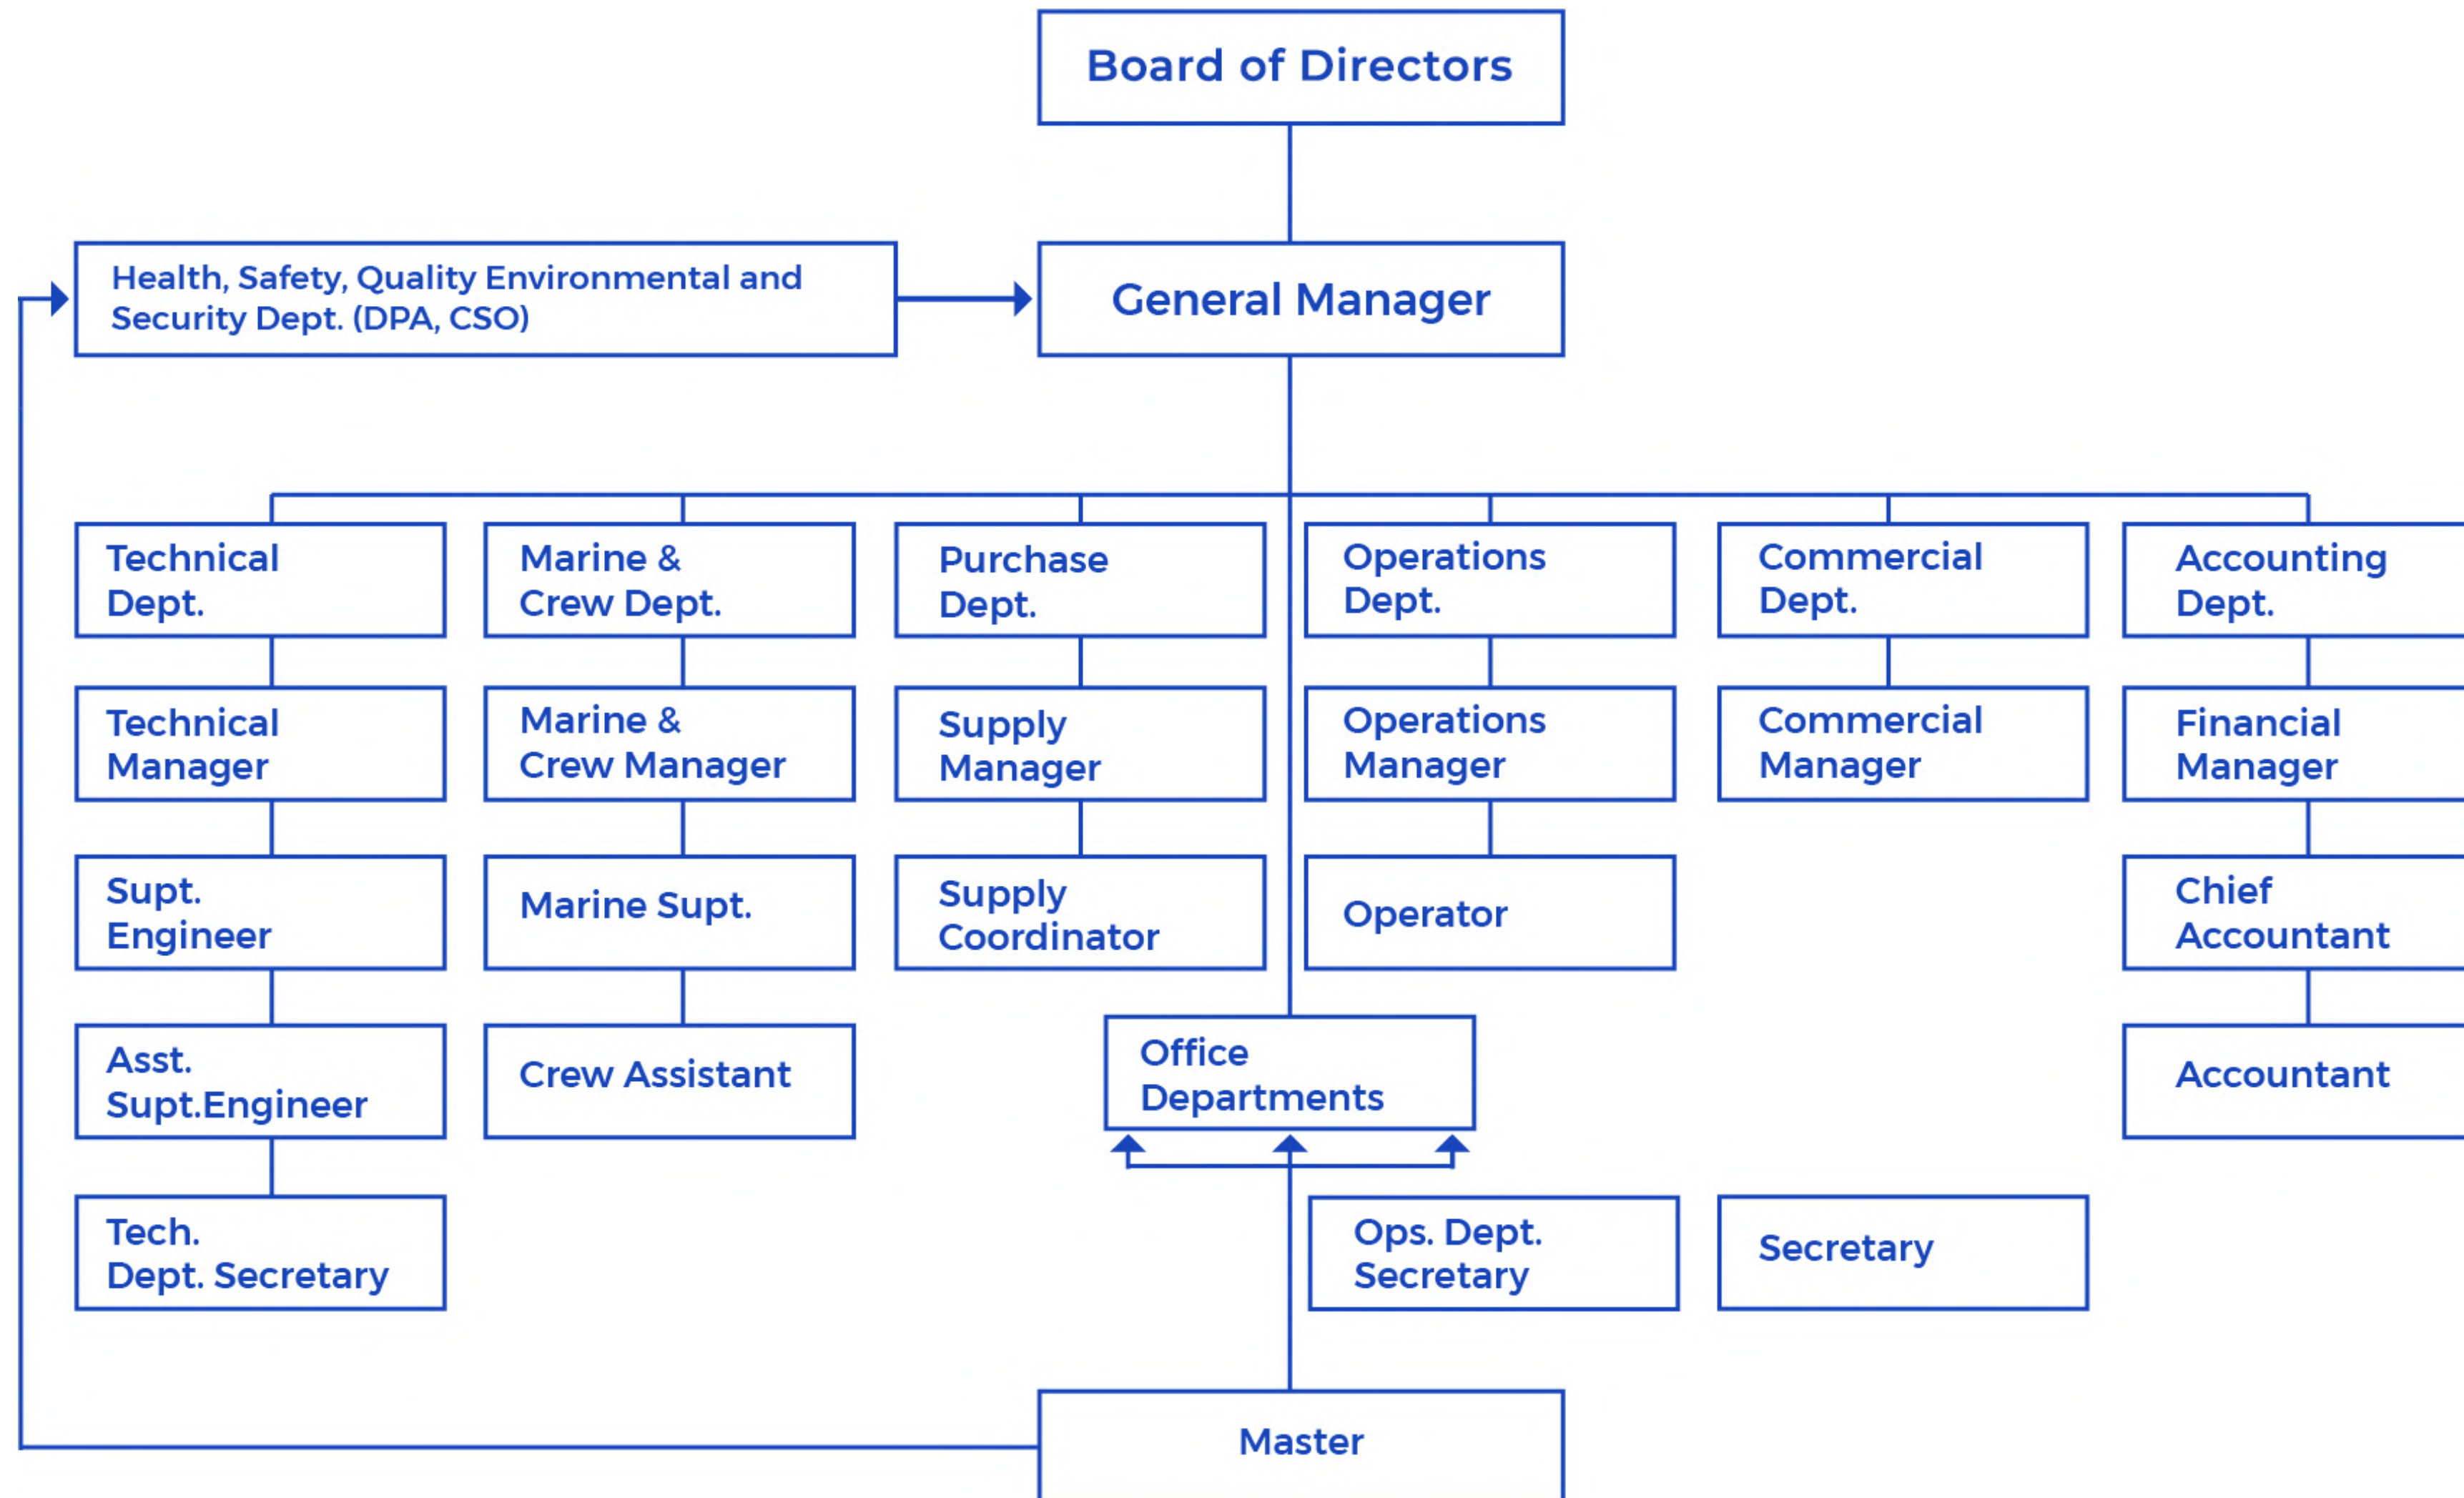 Board of Directors
Health, Safety, Quality Environmental and
Security Dept. (DPA, CSO)
General Manager
Technical
Dept.
Marine &
Crew Dept.
Purchase
Dept.
Operations
Dept.
Commercial
Dept.
Accounting
Dept.
Technical
Manager
Marine &
Crew Manager
Supply
Manager
Operations
Manager
Commercial
Manager
Financial
Manager
Supt.
Engineer
Marine Supt.
Supply
Coordinator
Operator
Chief
Accountant
Asst.
Supt.Engineer
Crew Assistant
Office
Departments
Accountant
Tech.
Dept. Secretary
Ops. Dept.
Secretary
Secretary
Master